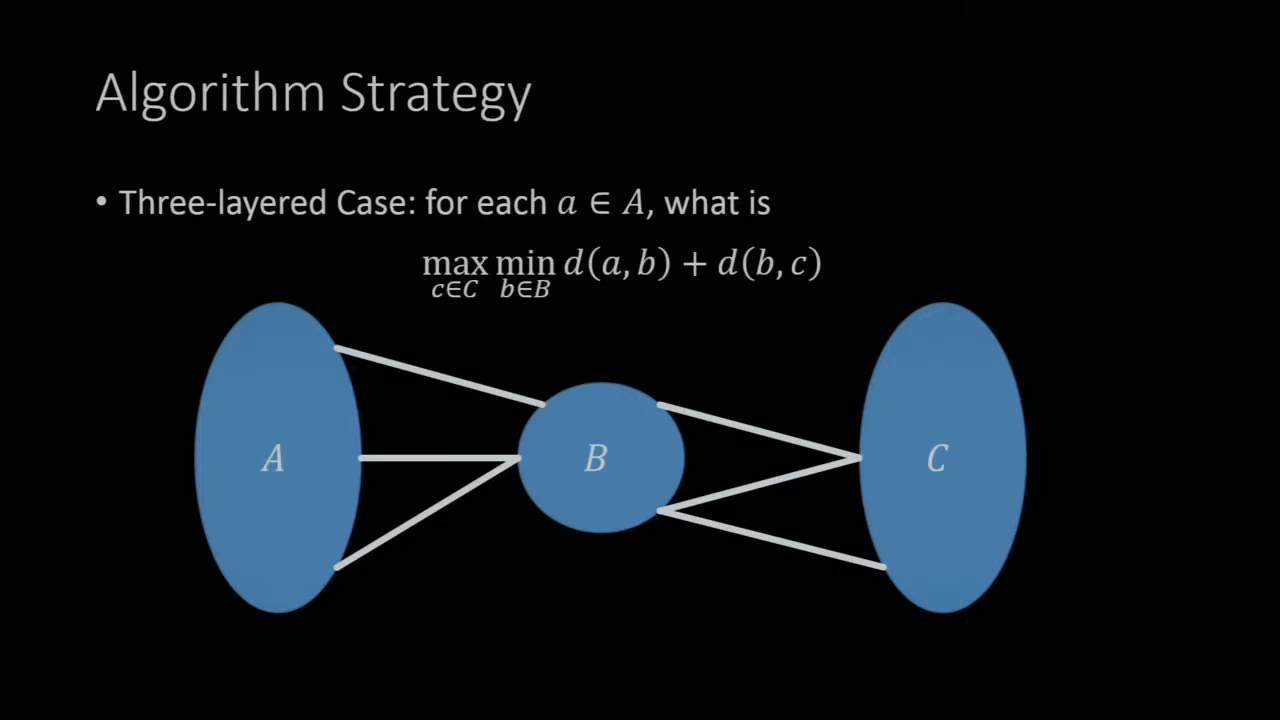 Algorithm Strategy
• Three-layered Case: for each a ∈ A, what is
max min d(a, b) + d(b, c)
c∈C b∈B
A
B
C